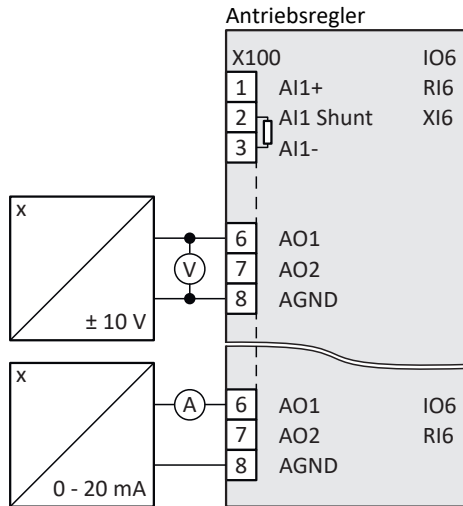 Antriebsregler
X100 IO6
1 AI1+ RI6
2 AI1 Shunt XI6
3 AI1-
x
6 AO1
V 7 AO2
8 AGND
± 10 V
x
A 6 AO1 IO6
7 AO2 RI6
8 AGND
0 - 20 mA